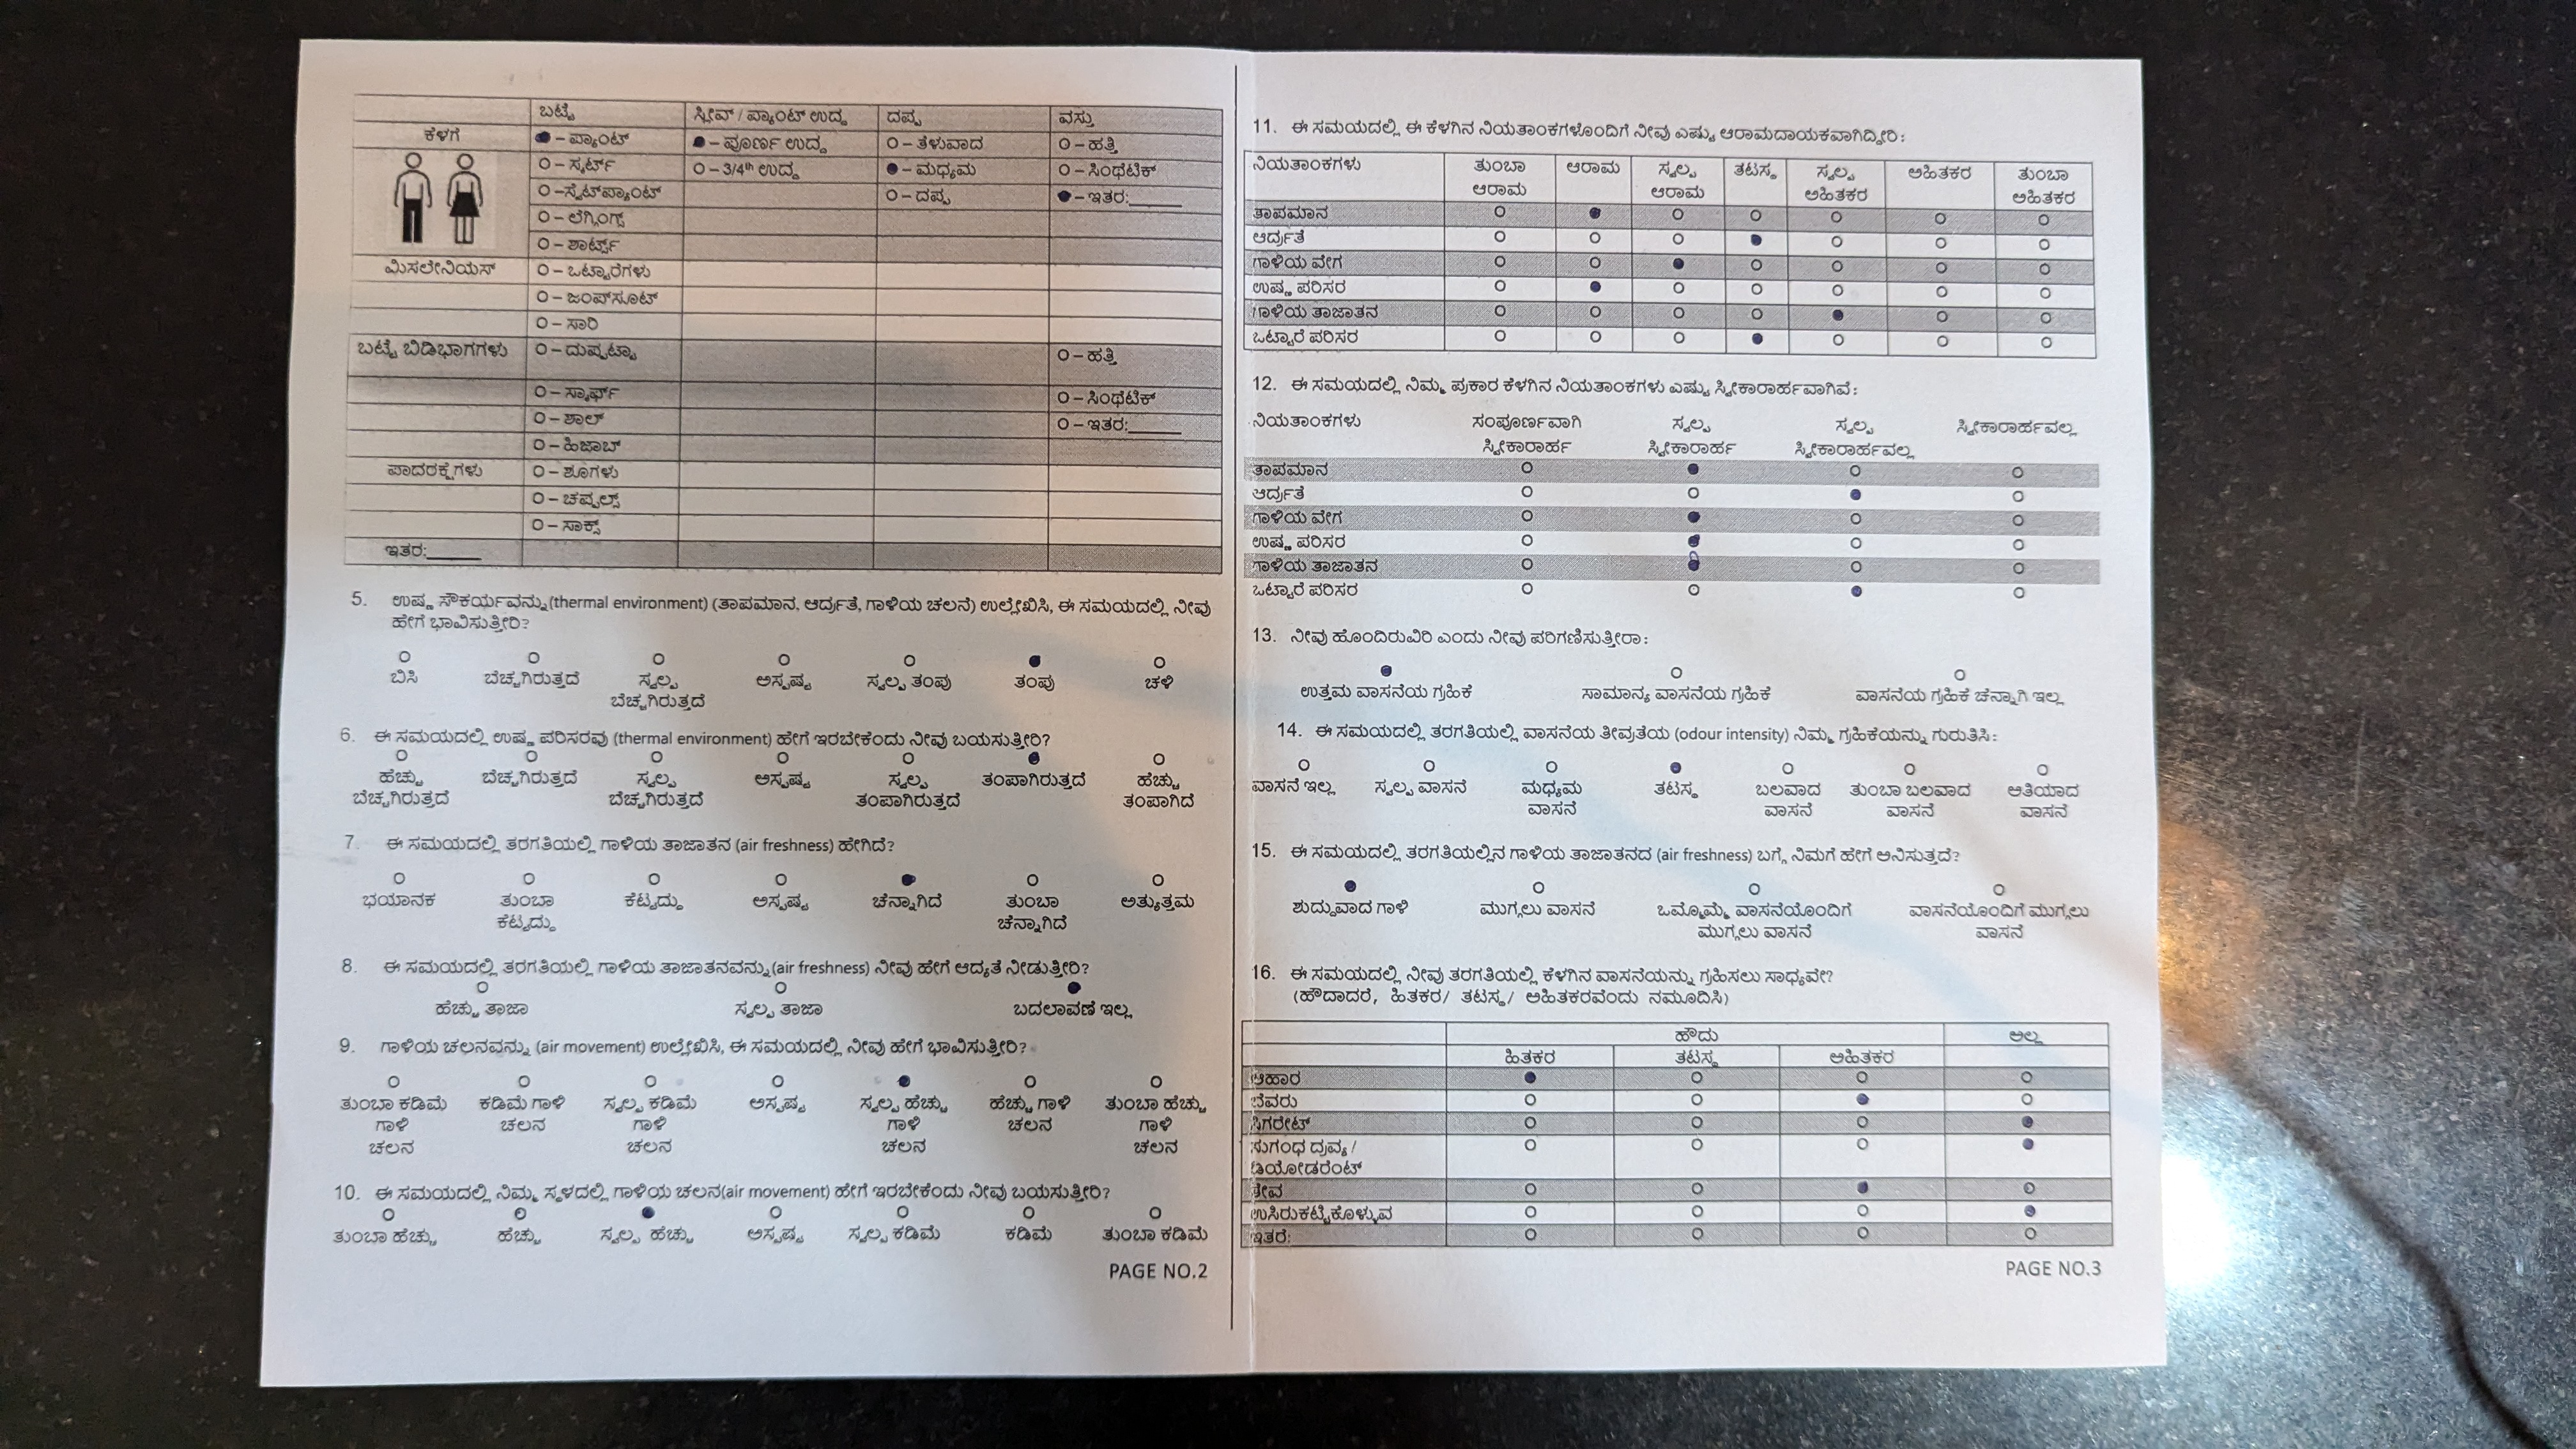 ಬಟ್ಟೆ ಸ್ಲೀವ್ / ಪ್ಯಾಂಟ್ ಉದ್ದ ದಪ್ಪ ವಸ್ತು
ಕೆಳಗೆ O – ಪ್ಯಾಂಟ್ O – ಪೂರ್ಣ ಉದ್ದ O – ತೆಳುವಾದ O – ಹತ್ತಿ
O – ಸ್ಕರ್ಟ್ O – 3/4th ಉದ್ದ O – ಮಧ್ಯಮ O – ಸಿಂಥೆಟಿಕ್
O –ಸ್ವೆಟ್‌ಪ್ಯಾಂಟ್ O – ದಪ್ಪ O – ಇತರ:_____
O – ಲೆಗ್ಗಿಂಗ್ಸ್
O – ಶಾರ್ಟ್ಸ್
ಮಿಸಲೇನಿಯಸ್ O – ಒಟ್ಟಾರೆಗಳು
O – ಜಂಪ್‌ಸೂಟ್
O – ಸಾರಿ
ಬಟ್ಟೆ ಬಿಡಿಭಾಗಗಳು O – ದುಪ್ಪಟ್ಟಾ O – ಹತ್ತಿ
O – ಸ್ಕಾರ್ಫ್ O – ಸಿಂಥೆಟಿಕ್
O – ಶಾಲ್ O – ಇತರ:_____
O – ಹಿಜಾಬ್
ಪಾದರಕ್ಷೆಗಳು O – ಶೂಗಳು
O – ಚಪ್ಪಲ್ಸ್
O – ಸಾಕ್ಸ್
ಇತರ:_____
5. ಉಷ್ಣ ಸೌಕರ್ಯವನ್ನು(thermal environment) (ತಾಪಮಾನ, ಆರ್ದ್ರತೆ, ಗಾಳಿಯ ಚಲನೆ) ಉಲ್ಲೇಖಿಸಿ, ಈ ಸಮಯದಲ್ಲಿ ನೀವು
ಹೇಗೆ ಭಾವಿಸುತ್ತೀರಿ?
ಬಿಸಿ ಬೆಚ್ಚಗಿರುತ್ತದೆ ಸ್ವಲ್ಪ ಅಸ್ಪಷ್ಟ ಸ್ವಲ್ಪ ತಂಪು ತಂಪು ಚಳಿ
ಬೆಚ್ಚಗಿರುತ್ತದೆ
6. ಈ ಸಮಯದಲ್ಲಿ ಉಷ್ಣ ಪರಿಸರವು (thermal environment) ಹೇಗೆ ಇರಬೇಕೆಂದು ನೀವು ಬಯಸುತ್ತೀರಿ?
ಹೆಚ್ಚು ಬೆಚ್ಚಗಿರುತ್ತದೆ ಸ್ವಲ್ಪ ಅಸ್ಪಷ್ಟ ಸ್ವಲ್ಪ ತಂಪಾಗಿರುತ್ತದೆ ಹೆಚ್ಚು
ಬೆಚ್ಚಗಿರುತ್ತದೆ ಬೆಚ್ಚಗಿರುತ್ತದೆ ತಂಪಾಗಿರುತ್ತದೆ ತಂಪಾಗಿದೆ
7. ಈ ಸಮಯದಲ್ಲಿ ತರಗತಿಯಲ್ಲಿ ಗಾಳಿಯ ತಾಜಾತನ (air freshness) ಹೇಗಿದೆ?
ಭಯಾನಕ ತುಂಬಾ ಕೆಟ್ಟದ್ದು ಅಸ್ಪಷ್ಟ ಚೆನ್ನಾಗಿದೆ ತುಂಬಾ ಅತ್ಯುತ್ತಮ
ಕೆಟ್ಟದ್ದು ಚೆನ್ನಾಗಿದೆ
8. ಈ ಸಮಯದಲ್ಲಿ ತರಗತಿಯಲ್ಲಿ ಗಾಳಿಯ ತಾಜಾತನವನ್ನು(air freshness) ನೀವು ಹೇಗೆ ಆದ್ಯತೆ ನೀಡುತ್ತೀರಿ?
ಹೆಚ್ಚು ತಾಜಾ ಸ್ವಲ್ಪ ತಾಜಾ ಬದಲಾವಣೆ ಇಲ್ಲ
9. ಗಾಳಿಯ ಚಲನವನ್ನು (air movement) ಉಲ್ಲೇಖಿಸಿ, ಈ ಸಮಯದಲ್ಲಿ ನೀವು ಹೇಗೆ ಭಾವಿಸುತ್ತೀರಿ?
ತುಂಬಾ ಕಡಿಮೆ ಕಡಿಮೆ ಗಾಳಿ ಸ್ವಲ್ಪ ಕಡಿಮೆ ಅಸ್ಪಷ್ಟ ಸ್ವಲ್ಪ ಹೆಚ್ಚು ಹೆಚ್ಚು ಗಾಳಿ ತುಂಬಾ ಹೆಚ್ಚು
ಗಾಳಿ ಚಲನ ಗಾಳಿ ಗಾಳಿ ಚಲನ ಗಾಳಿ
ಚಲನ ಚಲನ ಚಲನ ಚಲನ
10. ಈ ಸಮಯದಲ್ಲಿ ನಿಮ್ಮ ಸ್ಥಳದಲ್ಲಿ ಗಾಳಿಯ ಚಲನ(air movement) ಹೇಗೆ ಇರಬೇಕೆಂದು ನೀವು ಬಯಸುತ್ತೀರಿ?
ತುಂಬಾ ಹೆಚ್ಚು ಹೆಚ್ಚು ಸ್ವಲ್ಪ ಹೆಚ್ಚು ಅಸ್ಪಷ್ಟ ಸ್ವಲ್ಪ ಕಡಿಮೆ ಕಡಿಮೆ ತುಂಬಾ ಕಡಿಮೆ
PAGE NO.2
11. ಈ ಸಮಯದಲ್ಲಿ ಈ ಕೆಳಗಿನ ನಿಯತಾಂಕಗಳೊಂದಿಗೆ ನೀವು ಎಷ್ಟು ಆರಾಮದಾಯಕವಾಗಿದ್ದೀರಿ:
ನಿಯತಾಂಕಗಳು ತುಂಬಾ ಆರಾಮ ಸ್ವಲ್ಪ ತಟಸ್ಥ ಸ್ವಲ್ಪ ಅಹಿತಕರ ತುಂಬಾ
ಆರಾಮ ಆರಾಮ ಅಹಿತಕರ ಅಹಿತಕರ
ತಾಪಮಾನ
ಆರ್ದ್ರತೆ
ಗಾಳಿಯ ವೇಗ
ಉಷ್ಣ ಪರಿಸರ
ಗಾಳಿಯ ತಾಜಾತನ
ಒಟ್ಟಾರೆ ಪರಿಸರ
12. ಈ ಸಮಯದಲ್ಲಿ ನಿಮ್ಮ ಪ್ರಕಾರ ಕೆಳಗಿನ ನಿಯತಾಂಕಗಳು ಎಷ್ಟು ಸ್ವೀಕಾರಾರ್ಹವಾಗಿವೆ:
ನಿಯತಾಂಕಗಳು ಸಂಪೂರ್ಣವಾಗಿ ಸ್ವಲ್ಪ ಸ್ವಲ್ಪ ಸ್ವೀಕಾರಾರ್ಹವಲ್ಲ
ಸ್ವೀಕಾರಾರ್ಹ ಸ್ವೀಕಾರಾರ್ಹ ಸ್ವೀಕಾರಾರ್ಹವಲ್ಲ
ತಾಪಮಾನ
ಆರ್ದ್ರತೆ
ಗಾಳಿಯ ವೇಗ
ಉಷ್ಣ ಪರಿಸರ
ಗಾಳಿಯ ತಾಜಾತನ
ಒಟ್ಟಾರೆ ಪರಿಸರ
13. ನೀವು ಹೊಂದಿರುವಿರಿ ಎಂದು ನೀವು ಪರಿಗಣಿಸುತ್ತೀರಾ:
ಉತ್ತಮ ವಾಸನೆಯ ಗ್ರಹಿಕೆ ಸಾಮಾನ್ಯ ವಾಸನೆಯ ಗ್ರಹಿಕೆ ವಾಸನೆಯ ಗ್ರಹಿಕೆ ಚೆನ್ನಾಗಿ ಇಲ್ಲ
14. ಈ ಸಮಯದಲ್ಲಿ ತರಗತಿಯಲ್ಲಿ ವಾಸನೆಯ ತೀವ್ರತೆಯ (odour intensity) ನಿಮ್ಮ ಗ್ರಹಿಕೆಯನ್ನು ಗುರುತಿಸಿ:
ವಾಸನೆ ಇಲ್ಲ ಸ್ವಲ್ಪ ವಾಸನೆ ಮಧ್ಯಮ ತಟಸ್ಥ ಬಲವಾದ ತುಂಬಾ ಬಲವಾದ ಅತಿಯಾದ
ವಾಸನೆ ವಾಸನೆ ವಾಸನೆ ವಾಸನೆ
15. ಈ ಸಮಯದಲ್ಲಿ ತರಗತಿಯಲ್ಲಿನ ಗಾಳಿಯ ತಾಜಾತನದ (air freshness) ಬಗ್ಗೆ ನಿಮಗೆ ಹೇಗೆ ಅನಿಸುತ್ತದೆ?
ಶುದ್ಧುವಾದ ಗಾಳಿ ಮುಗ್ಗಲು ವಾಸನೆ ಒಮ್ಮೊಮ್ಮೆ ವಾಸನೆಯೊಂದಿಗೆ ವಾಸನೆಯೊಂದಿಗೆ ಮುಗ್ಗಲು
ಮುಗ್ಗಲು ವಾಸನೆ ವಾಸನೆ
16. ಈ ಸಮಯದಲ್ಲಿ ನೀವು ತರಗತಿಯಲ್ಲಿ ಕೆಳಗಿನ ವಾಸನೆಯನ್ನು ಗ್ರಹಿಸಲು ಸಾಧ್ಯವೇ?
(ಹೌದಾದರೆ, ಹಿತಕರ/ ತಟಸ್ಥ/ ಅಹಿತಕರವೆಂದು ನಮೂದಿಸಿ)
ಹೌದು ಅಲ್ಲ
ಹಿತಕರ ತಟಸ್ಥ ಅಹಿತಕರ
ಆಹಾರ
ಬೆವರು
ಸಿಗರೇಟ್
ಸುಗಂಧ ದ್ರವ್ಯ /
ಡಿಯೋಡರೆಂಟ್
ತೇವ
ಉಸಿರುಕಟ್ಟಿಕೊಳ್ಳುವ
ಇತರೆ:
PAGE NO.3